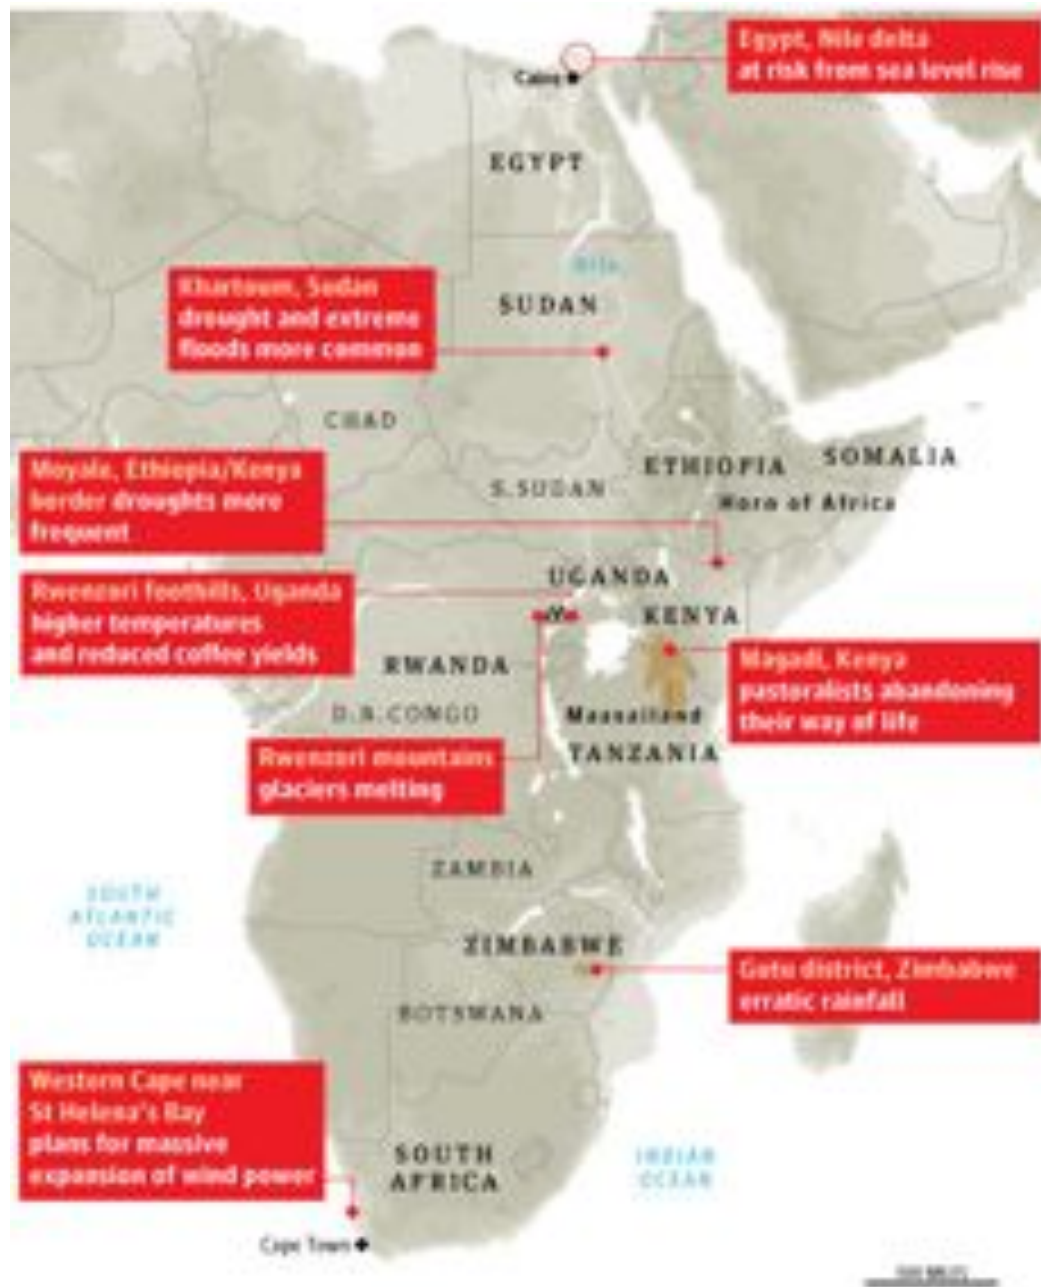 Egypt, Nile delta
at risk from sea level rise
Cairo
EGYPT
Nile
Khartoum, Sudan
drought and extreme
floods more common
SUDAN
CHAD
ETHIOPIA
SOMALIA
Horn of Africa
S.SUDAN
Moyale, Ethiopia/Kenya
border droughts more
frequent
UGANDA
Rwenzori foothills, Uganda
higher temperatures
and reduced coffee yields
KENYA
RWANDA
Magadi, Kenya
pastoralists abandoning
their way of life
D.R.CONGO
Maasailand
TANZANIA
Rwenzori mountains
glaciers melting
ZAMBIA
SOUTH
ATLANTIC
OCEAN
ZIMBABWE
Gutu district, Zimbabwe
erratic rainfall
BOTSWANA
Western Cape near
St Helena's Bay
plans for massive
expansion of wind power
SOUTH
AFRICA
INDIAN
OCEAN
Cape Town
MILES